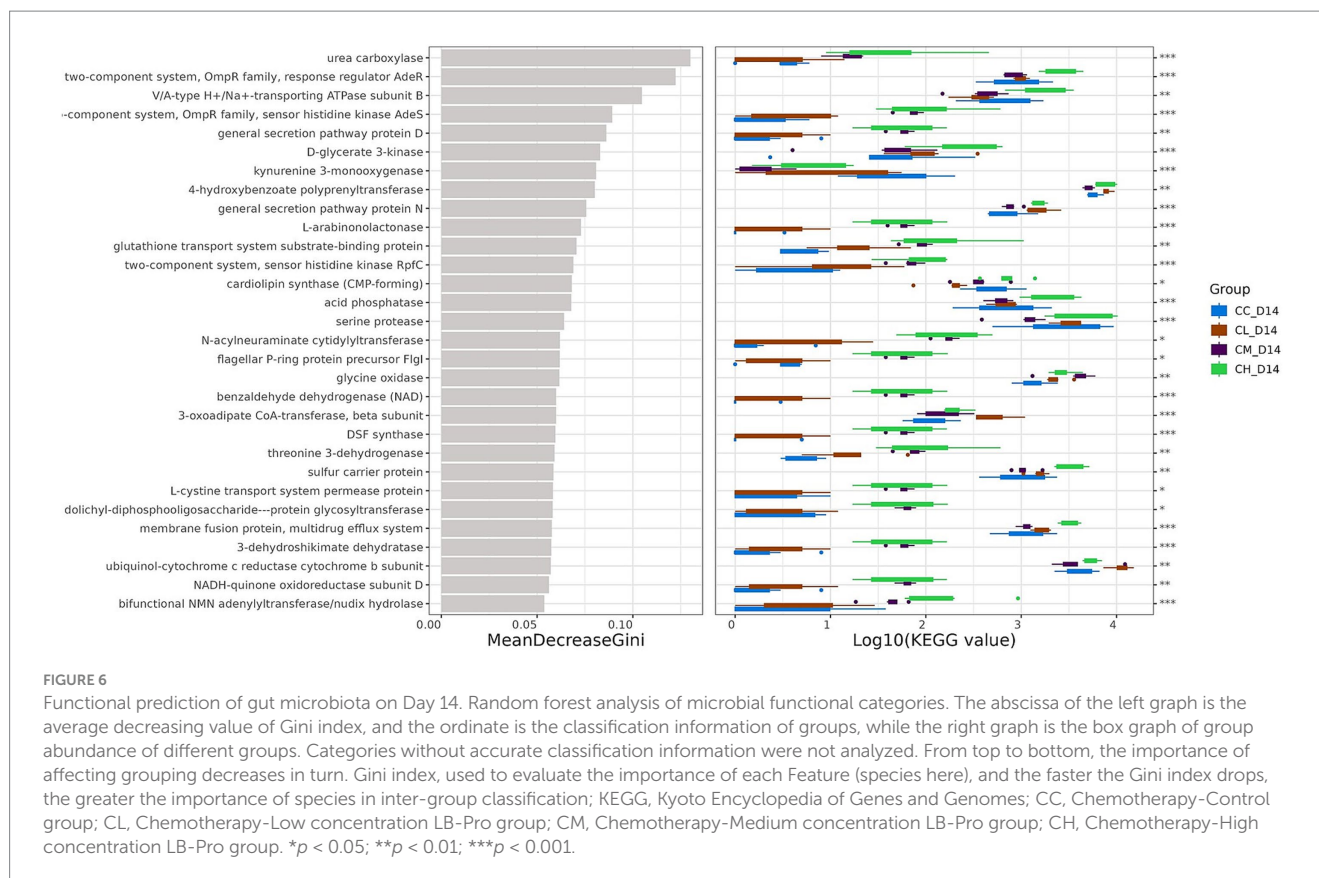 urea carboxylase
***
two-component system, OmpR family, response regulator AdeR
***
V/A-type H+/Na+-transporting ATPase subunit B
**
-component system, OmpR family, sensor histidine kinase AdeS
***
general secretion pathway protein D
**
D-glycerate 3-kinase
***
kynurenine 3-monooxygenase
***
4-hydroxybenzoate polyprenyltransferase
**
general secretion pathway protein N
***
L-arabinonolactonase
***
glutathione transport system substrate-binding protein
**
two-component system, sensor histidine kinase RpfC
***
cardiolipin synthase (CMP-forming)
*
acid phosphatase
***
serine protease
***
N-acylneuraminate cytidylyltransferase
*
flagellar P-ring protein precursor FlgI
*
glycine oxidase
**
benzaldehyde dehydrogenase (NAD)
***
3-oxoadipate CoA-transferase, beta subunit
***
DSF synthase
***
threonine 3-dehydrogenase
**
sulfur carrier protein
**
L-cystine transport system permease protein
*
dolichyl-diphosphooligosaccharide---protein glycosyltransferase
*
membrane fusion protein, multidrug efflux system
***
3-dehydroshikimate dehydratase
***
ubiquinol-cytochrome c reductase cytochrome b subunit
**
NADH-quinone oxidoreductase subunit D
**
bifunctional NMN adenylyltransferase/nudix hydrolase
***
0.00 0.05 0.10
MeanDecreaseGini
0 1 2 3 4
Log10(KEGG value)
Group
CC_D14
CL_D14
CM_D14
CH_D14
FIGURE 6
Functional prediction of gut microbiota on Day 14. Random forest analysis of microbial functional categories. The abscissa of the left graph is the
average decreasing value of Gini index, and the ordinate is the classification information of groups, while the right graph is the box graph of group
abundance of different groups. Categories without accurate classification information were not analyzed. From top to bottom, the importance of
affecting grouping decreases in turn. Gini index, used to evaluate the importance of each Feature (species here), and the faster the Gini index drops,
the greater the importance of species in inter-group classification; KEGG, Kyoto Encyclopedia of Genes and Genomes; CC, Chemotherapy-Control
group; CL, Chemotherapy-Low concentration LB-Pro group; CM, Chemotherapy-Medium concentration LB-Pro group; CH, Chemotherapy-High
concentration LB-Pro group. *p < 0.05; **p < 0.01; ***p < 0.001.